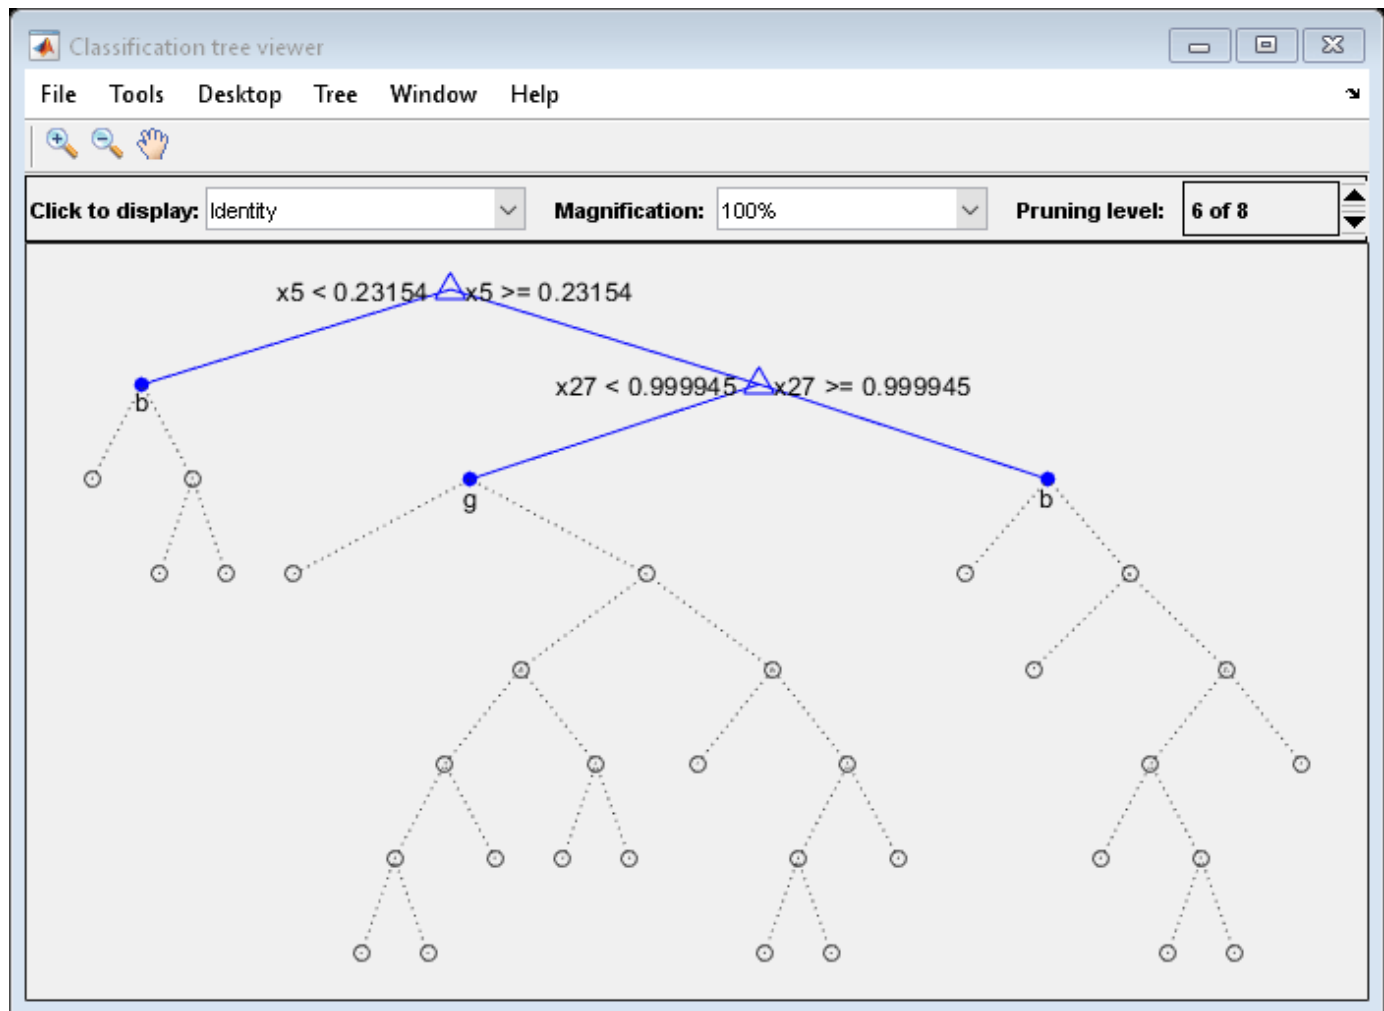 Classification tree viewer
File Tools Desktop Tree Window Help
Click to display: Identity Magnification: 100% Pruning level: 6 of 8
x5 < 0.23154 x5 >= 0.23154
x27 < 0.999945 x27 >= 0.999945
b
g
b